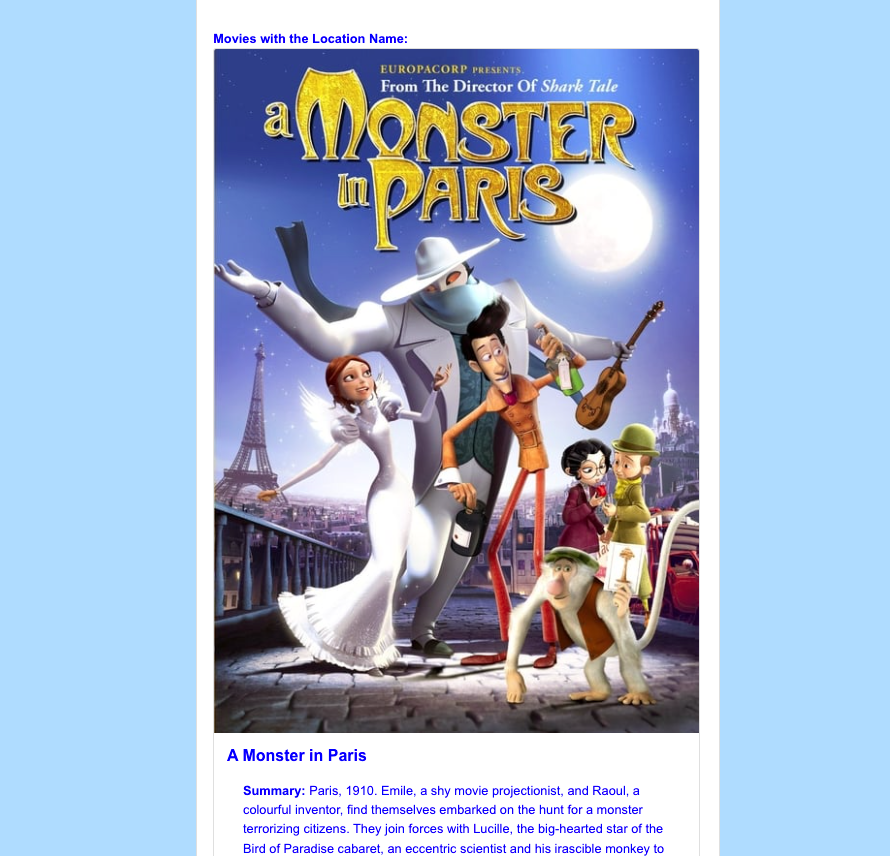 Movies with the Location Name:
EUROPACORP PRESENTS
From The Director Of Shark Tale
a MONSTER
in PARIS
A Monster in Paris
Summary: Paris, 1910. Emile, a shy movie projectionist, and Raoul, a
colourful inventor, find themselves embarked on the hunt for a monster
terrorizing citizens. They join forces with Lucille, the big-hearted star of the
Bird of Paradise cabaret, an eccentric scientist and his irascible monkey to